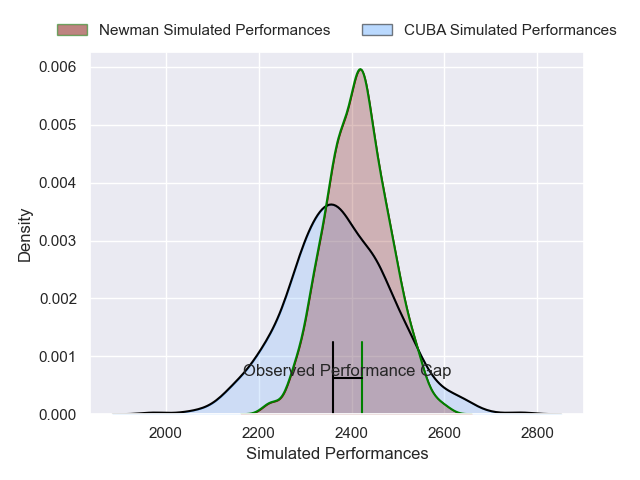 Newman Simulated Performances CUBA Simulated Performances
0.006
0.005
0.004
0.003
0.002
0.001
0.000
Density
Observed Performance Gap
2000 2200 2400 2600 2800
Simulated Performances